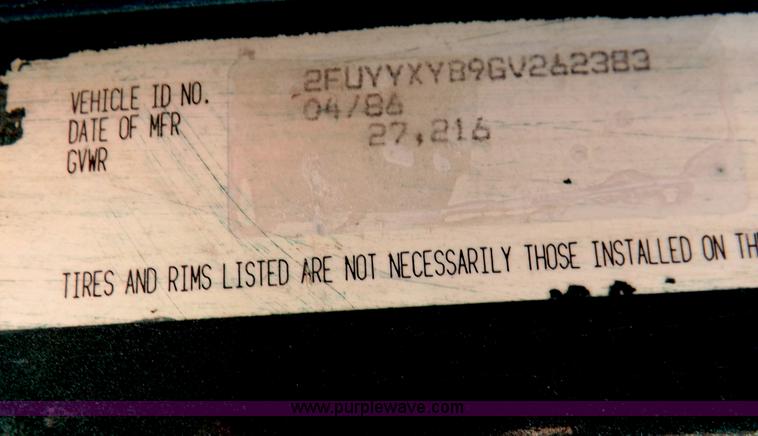 VEHICLE ID NO. 2FUYYXYB9GV262383
DATE OF MFR 04/86
GVWR 27,216
TIRES AND RIMS LISTED ARE NOT NECESSARILY THOSE INSTALLED ON TH
www.purplewave.com